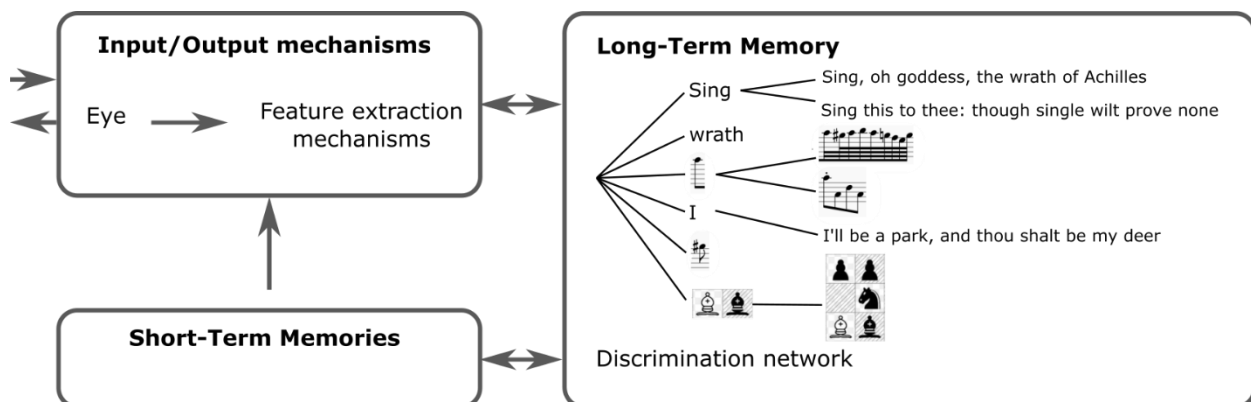 Input/Output mechanisms
Eye
Feature extraction
mechanisms
Short-Term Memories
Long-Term Memory
Sing
Sing, oh goddess, the wrath of Achilles
Sing this to thee: though single wilt prove none
wrath
I
I'll be a park, and thou shalt be my deer
Discrimination network